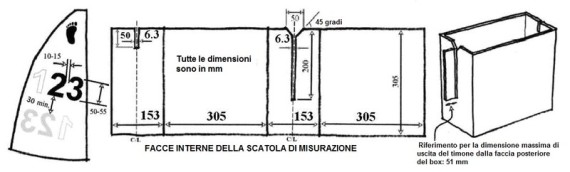 10-15
1
23
123
30 min.
50-55
50
6.3
Tutte le dimensioni
sono in mm
50
45 gradi
6.3
200
305
153
305
153
305
C/L
C/L
FACCE INTERNE DELLA SCATOLA DI MISURAZIONE
Riferimento per la dimensione massima di
uscita del timone dalla faccia posteriore
del box: 51 mm